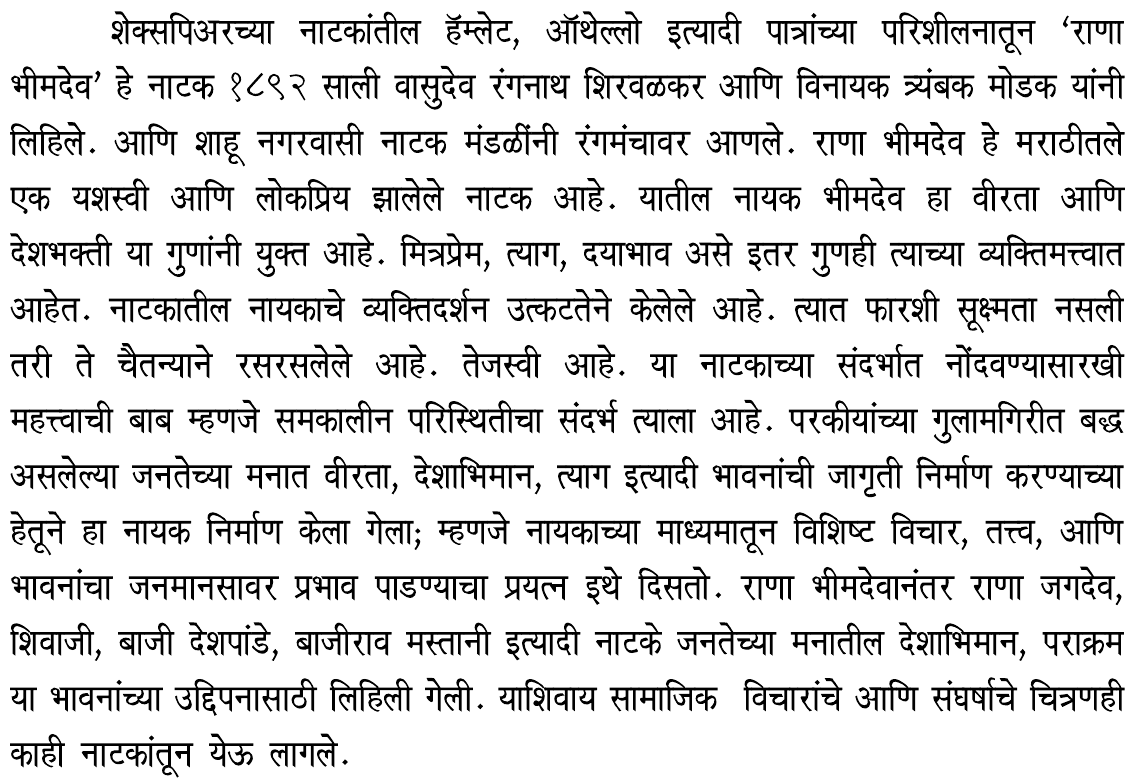 शेक्सपिअरच्या नाटकांतील हॅम्लेट, ऑथेल्लो इत्यादी पात्रांच्या परिशीलनातून ‘राणा
भीमदेव’ हे नाटक १८९२ साली वासुदेव रंगनाथ शिरवळकर आणि विनायक त्र्यंबक मोडक यांनी
लिहिले. आणि शाहू नगरवासी नाटक मंडळींनी रंगमंचावर आणले. राणा भीमदेव हे मराठीतले
एक यशस्वी आणि लोकप्रिय झालेले नाटक आहे. यातील नायक भीमदेव हा वीरता आणि
देशभक्ती या गुणांनी युक्त आहे. मित्रप्रेम, त्याग, दयाभाव असे इतर गुणही त्याच्या व्यक्तिमत्त्वात
आहेत. नाटकातील नायकाचे व्यक्तिदर्शन उत्कटतेने केलेले आहे. त्यात फारशी सूक्ष्मता नसली
तरी ते चैतन्याने रसरसलेले आहे. तेजस्वी आहे. या नाटकाच्या संदर्भात नोंदवण्यासारखी
महत्त्वाची बाब म्हणजे समकालीन परिस्थितीचा संदर्भ त्याला आहे. परकीयांच्या गुलामगिरीत बद्ध
असलेल्या जनतेच्या मनात वीरता, देशाभिमान, त्याग इत्यादी भावनांची जागृती निर्माण करण्याच्या
हेतूने हा नायक निर्माण केला गेला; म्हणजे नायकाच्या माध्यमातून विशिष्ट विचार, तत्त्व, आणि
भावनांचा जनमानसावर प्रभाव पाडण्याचा प्रयत्न इथे दिसतो. राणा भीमदेवानंतर राणा जगदेव,
शिवाजी, बाजी देशपांडे, बाजीराव मस्तानी इत्यादी नाटके जनतेच्या मनातील देशाभिमान, पराक्रम
या भावनांच्या उद्दिपनासाठी लिहिली गेली. याशिवाय सामाजिक विचारांचे आणि संघर्षाचे चित्रणही
काही नाटकांतून येऊ लागले.